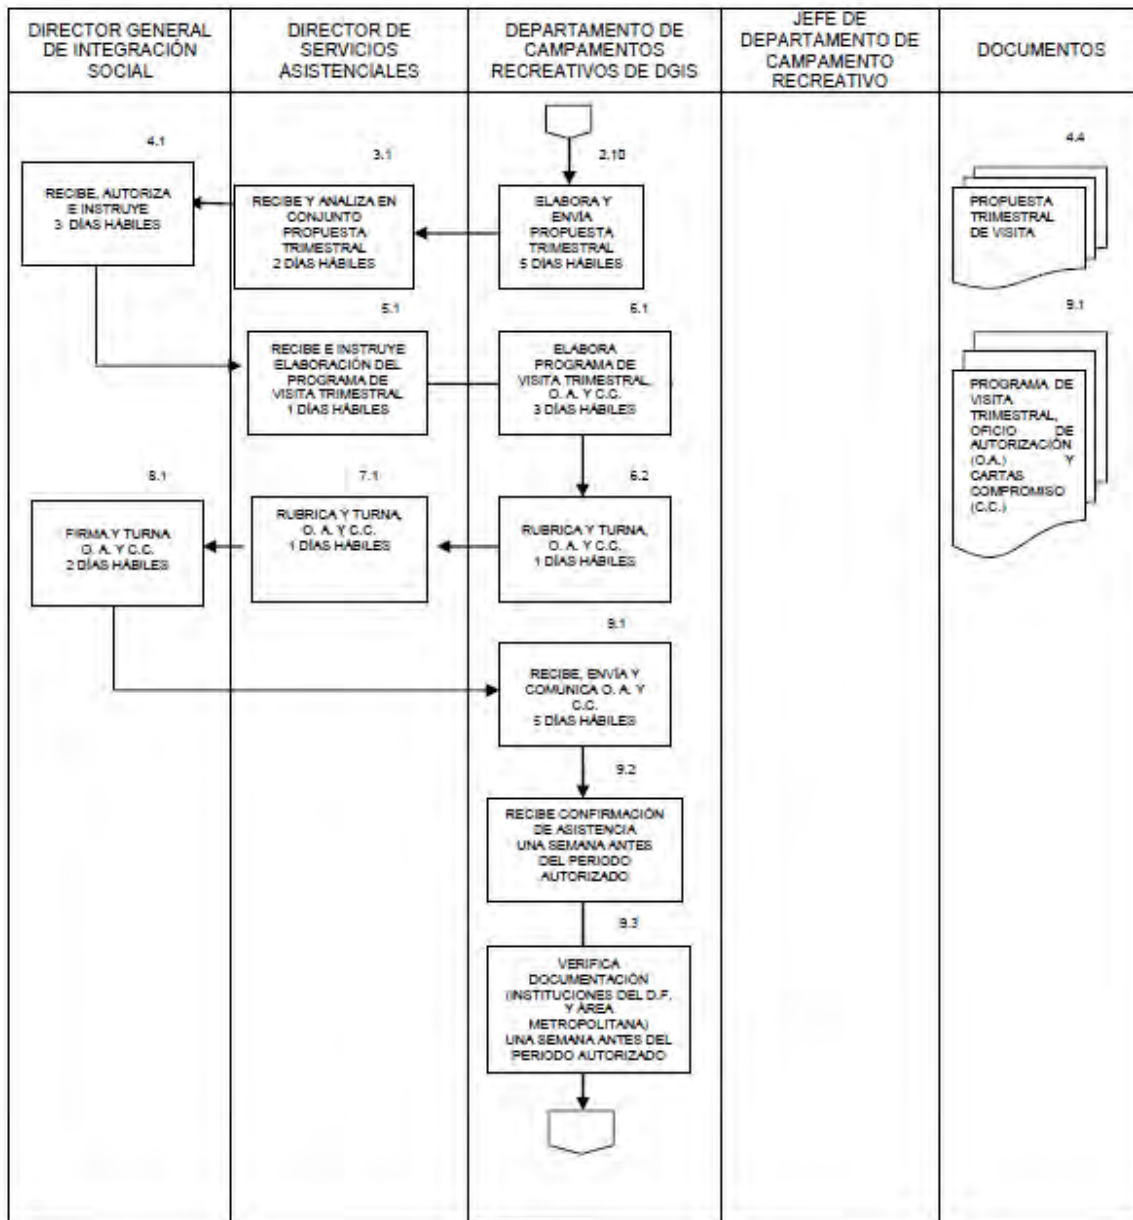 DIRECTOR GENERAL
DE INTEGRACIÓN
SOCIAL
DIRECTOR DE
SERVICIOS
ASISTENCIALES
DEPARTAMENTO DE
CAMPAMENTOS
RECREATIVOS DE DGIS
JEFE DE
DEPARTAMENTO DE
CAMPAMENTO
RECREATIVO
DOCUMENTOS
4.1
RECIBE, AUTORIZA
E INSTRUYE
3 DÍAS HÁBILES
3.1
RECIBE Y ANALIZA EN
CONJUNTO
PROPUESTA
TRIMESTRAL
2 DÍAS HÁBILES
2.10
ELABORA Y
ENVÍA
PROPUESTA
TRIMESTRAL
5 DÍAS HÁBILES
4.4
PROPUESTA
TRIMESTRAL
DE VISITA
5.1
RECIBE E INSTRUYE
ELABORACIÓN DEL
PROGRAMA DE
VISITA TRIMESTRAL
1 DÍAS HÁBILES
6.1
ELABORA
PROGRAMA DE
VISITA TRIMESTRAL,
O. A. Y C.C.
3 DÍAS HÁBILES
9.1
PROGRAMA DE
VISITA
TRIMESTRAL,
OFICIO DE
AUTORIZACIÓN
(O.A.) Y
CARTAS
COMPROMISO
(C.C.)
8.1
FIRMA Y TURNA
O. A. Y C.C.
2 DÍAS HÁBILES
7.1
RUBRICA Y TURNA,
O. A. Y C.C.
1 DÍAS HÁBILES
6.2
RUBRICA Y TURNA,
O. A. Y C.C.
1 DÍAS HÁBILES
9.1
RECIBE, ENVÍA Y
COMUNICA O. A. Y
C.C.
5 DÍAS HÁBILES
9.2
RECIBE CONFIRMACIÓN
DE ASISTENCIA
UNA SEMANA ANTES
DEL PERIODO
AUTORIZADO
9.3
VERIFICA
DOCUMENTACIÓN
(INSTITUCIONES DEL D.F.
Y ÁREA
METROPOLITANA)
UNA SEMANA ANTES DEL
PERIODO AUTORIZADO